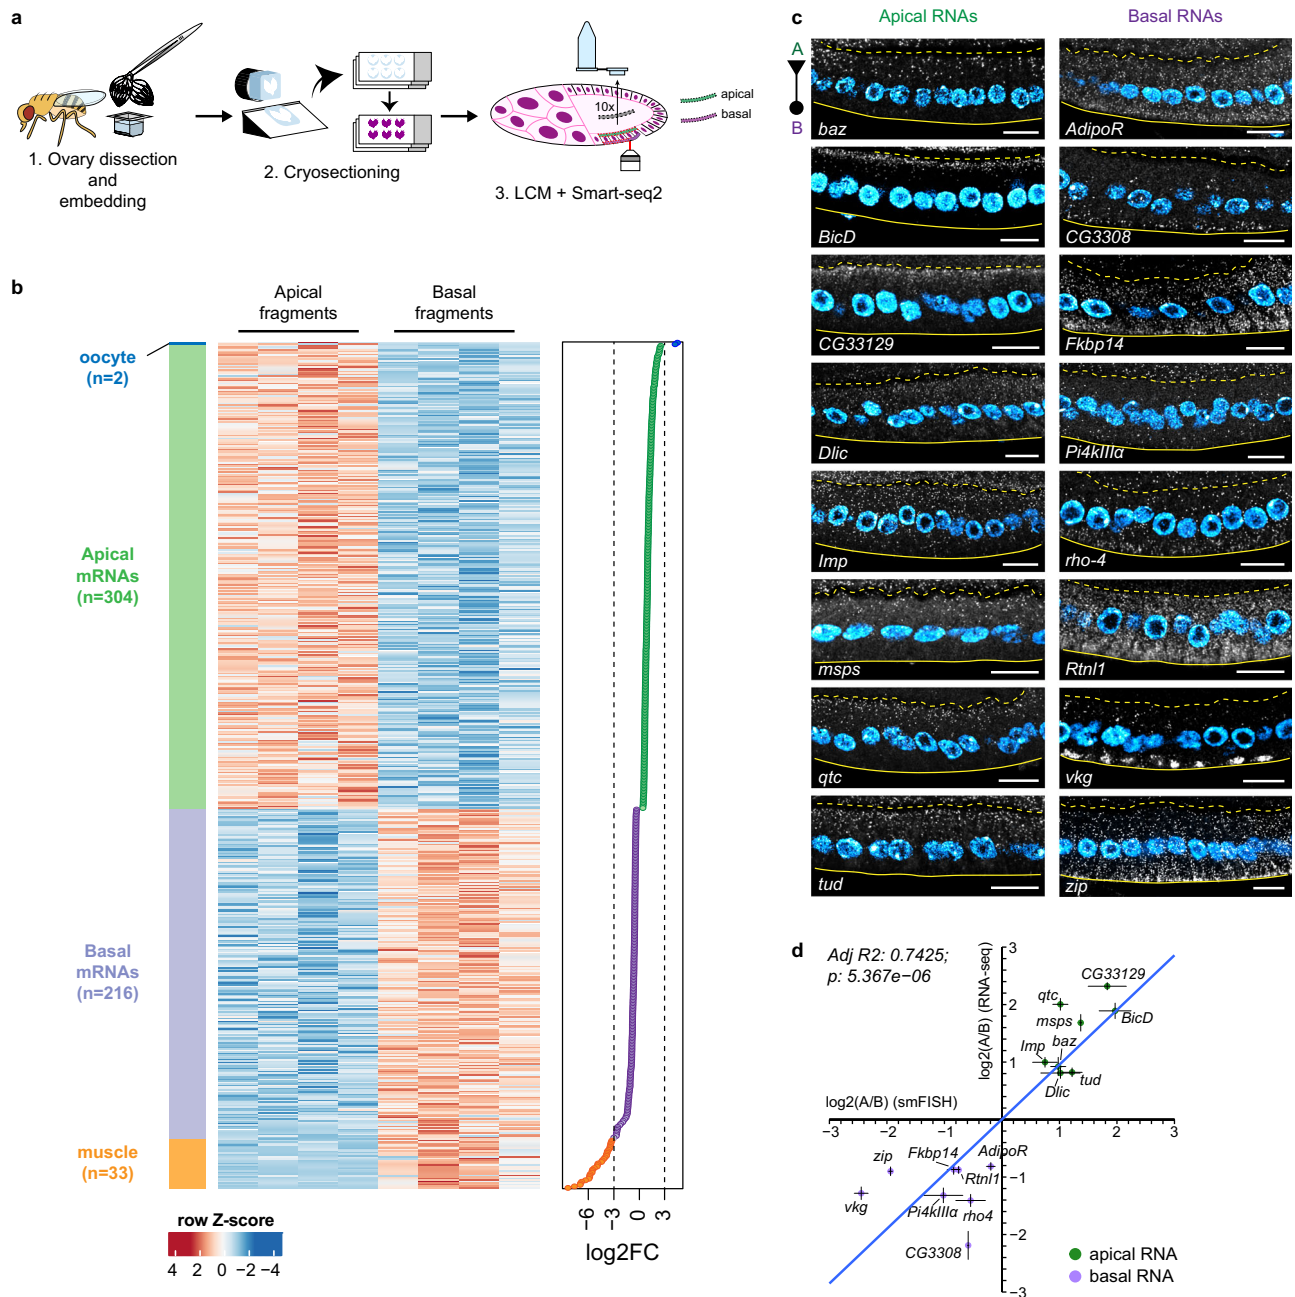 a
1. Ovary dissection
and
embedding
2. Cryosectioning
10x
apical
basal
3. LCM + Smart-seq2
b
Apical
fragments
Basal
fragments
oocyte
(n=2)
Apical
mRNAs
(n=304)
Basal
mRNAs
(n=216)
muscle
(n=33)
row Z-score
4 2 0 −2 −4
−6 −3 0 3
log2FC
c
Apical RNAs
Basal RNAs
A
B
baz
AdipoR
BicD
CG3308
CG33129
Fkbp14
Dlic
Pi4kIIIα
Imp
rho-4
msps
Rtnl1
qtc
vkg
tud
zip
d
Adj R2: 0.7425;
p: 5.367e−06
log2(A/B) (RNA-seq)
log2(A/B) (smFISH)
3
2
1
−1
−2
−3
−3 −2 −1 1 2 3
CG33129
qtc
msps
BicD
Imp
baz
tud
Dlic
zip
Fkbp14
AdipoR
Rtnl1
vkg
Pi4kIIIα
rho4
CG3308
apical RNA
basal RNA